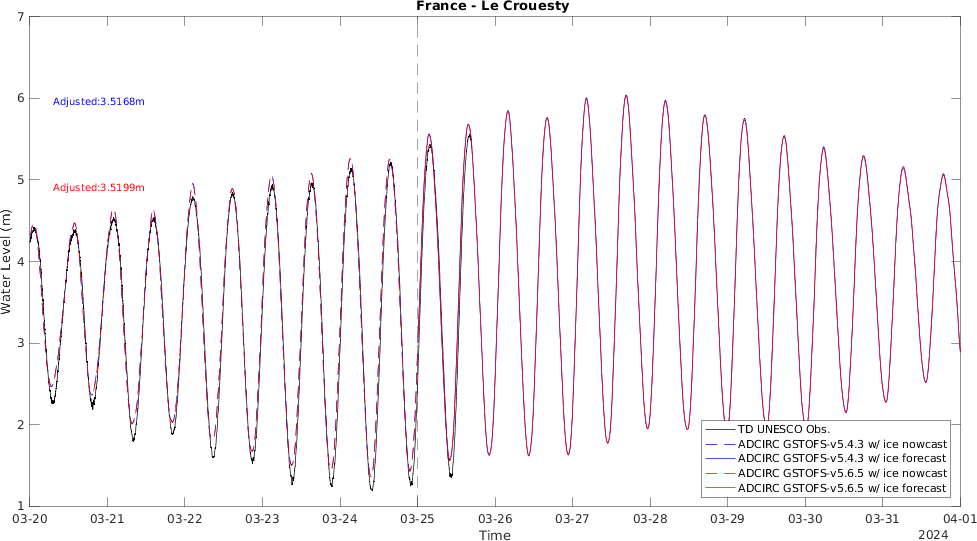 France - Le Crouesty
7
6
5
4
3
2
1
Water Level (m)
Adjusted:3.5168m
Adjusted:3.5199m
TD UNESCO Obs.
ADCIRC GSTOFS-v5.4.3 w/ ice nowcast
ADCIRC GSTOFS-v5.4.3 w/ ice forecast
ADCIRC GSTOFS-v5.6.5 w/ ice nowcast
ADCIRC GSTOFS-v5.6.5 w/ ice forecast
03-20 03-21 03-22 03-23 03-24 03-25 03-26 03-27 03-28 03-29 03-30 03-31 04-01
Time
2024